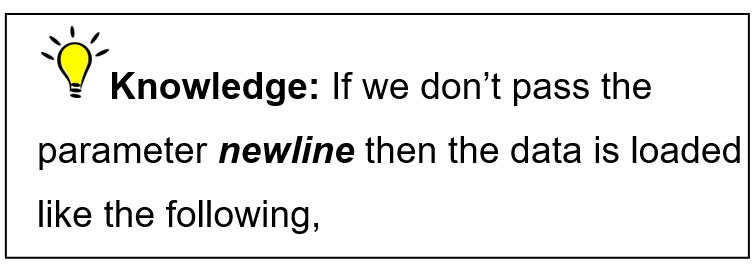 Knowledge: If we don’t pass the
parameter newline then the data is loaded
like the following,